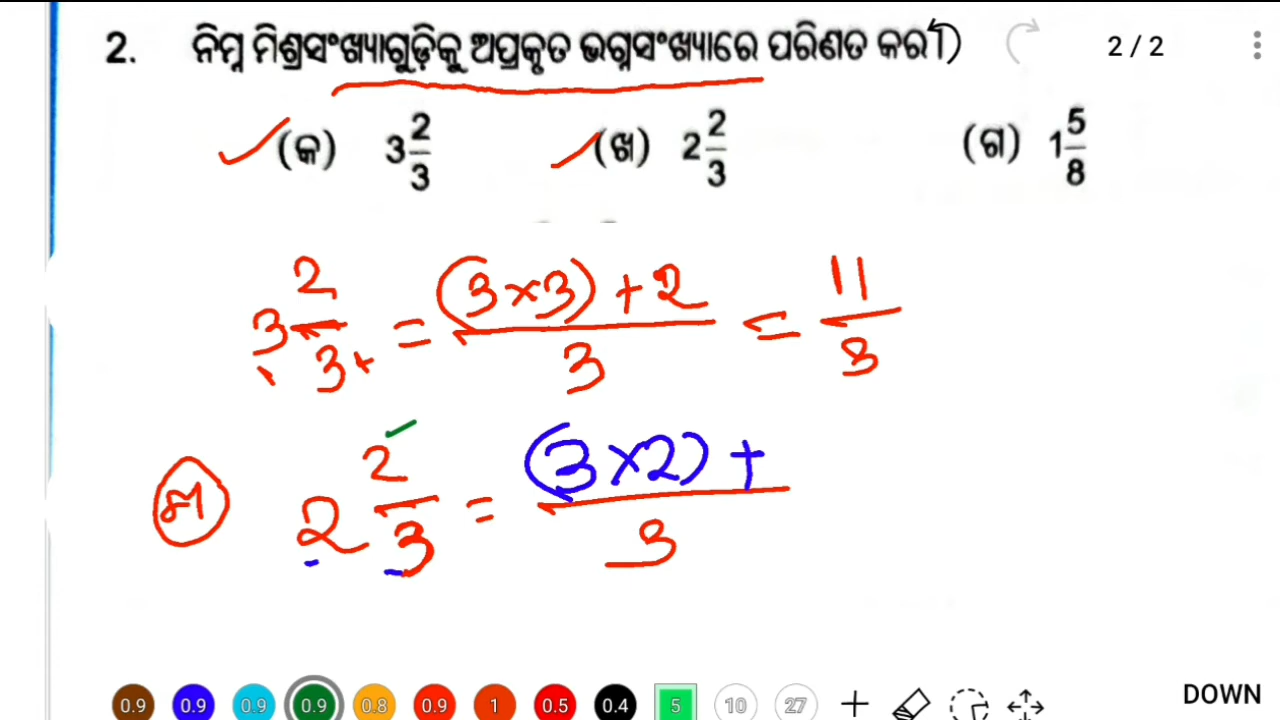 2. ନିମ୍ନ ମିଶ୍ରସଂଖ୍ୟାଗୁଡ଼ିକୁ ଅପ୍ରକୃତ ଭଗ୍ନସଂଖ୍ୟାରେ ପରିଣତ କର 2 / 2
(କ) 3 2/3 (ଖ) 2 2/3 (ଗ) 1 5/8
3 2/3 = (3×3)+2/3 = 11/3
2 2/3 = (3×2)+/3
0.9 0.9 0.9 0.9 0.8 0.9 1 0.5 0.4 5 10 27 DOWN